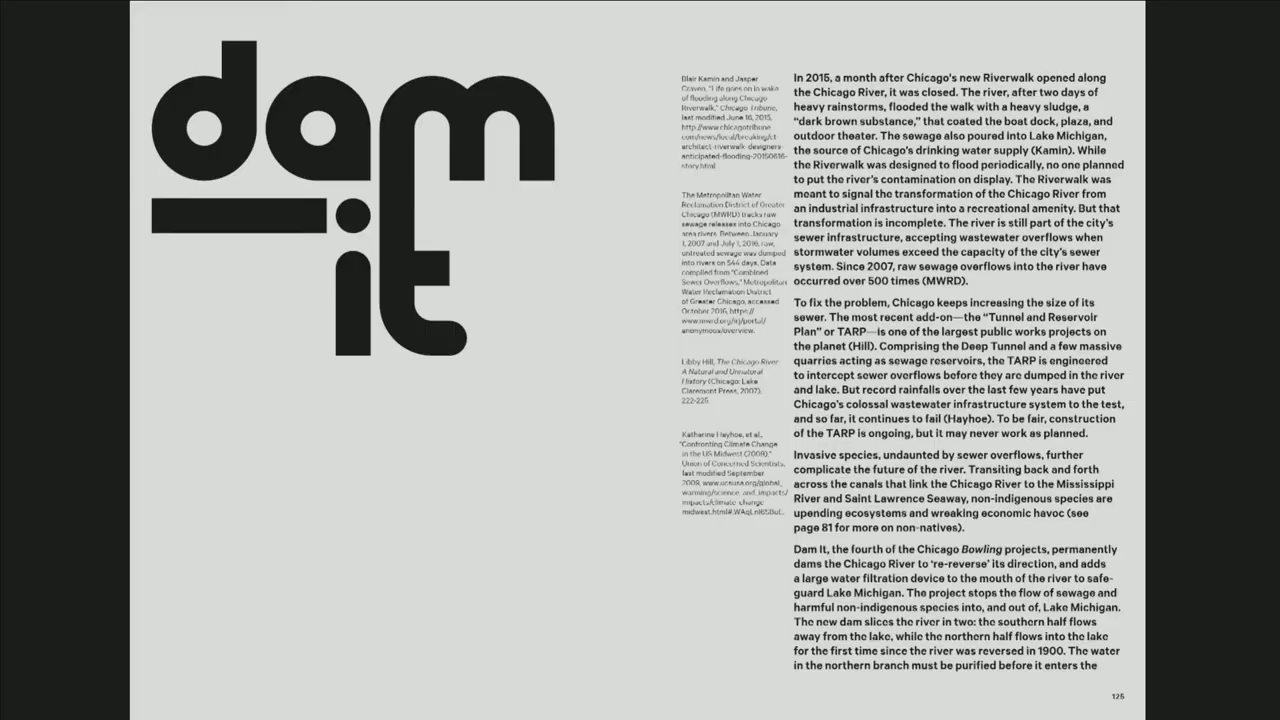 dam
it
Blair Kamin and Jasper
Craven, "Life goes on in wake
of flooding along Chicago
Riverwalk," Chicago Tribune,
last modified June 16, 2015,
http://www.chicagotribune
.com/news/local/breaking/ct-
architect-riverwalk-designers-
anticipated-flooding-20150616-
story.html.
The Metropolitan Water
Reclamation District of Greater
Chicago (MWRD) tracks raw
sewage releases into Chicago
area rivers. Between January
1, 2007 and July 1, 2016, raw,
untreated sewage was dumped
into rivers on 544 days. Data
compiled from "Combined
Sewer Overflows," Metropolitan
Water Reclamation District
of Greater Chicago, accessed
October 2016, https://
www.mwrd.org/irj/portal/
anonymous/overview.
Libby Hill, The Chicago River:
A Natural and Unnatural
History (Chicago: Lake
Claremont Press, 2007),
222-225.
Katharine Hayhoe, et al.,
"Confronting Climate Change
in the US Midwest (2009),"
Union of Concerned Scientists,
last modified September
2009, www.ucsusa.org/global_
warming/science_and_impacts/
impacts/climate-change-
In 2015, a month after Chicago's new Riverwalk opened along
the Chicago River, it was closed. The river, after two days of
heavy rainstorms, flooded the walk with a heavy sludge, a
“dark brown substance,” that coated the boat dock, plaza, and
outdoor theater. The sewage also poured into Lake Michigan,
the source of Chicago’s drinking water supply (Kamin). While
the Riverwalk was designed to flood periodically, no one planned
to put the river’s contamination on display. The Riverwalk was
meant to signal the transformation of the Chicago River from
an industrial infrastructure into a recreational amenity. But that
transformation is incomplete. The river is still part of the city’s
sewer infrastructure, accepting wastewater overflows when
stormwater volumes exceed the capacity of the city’s sewer
system. Since 2007, raw sewage overflows into the river have
occurred over 500 times (MWRD).
To fix the problem, Chicago keeps increasing the size of its
sewer. The most recent add-on—the “Tunnel and Reservoir
Plan” or TARP—is one of the largest public works projects on
the planet (Hill). Comprising the Deep Tunnel and a few massive
quarries acting as sewage reservoirs, the TARP is engineered
to intercept sewer overflows before they are dumped in the river
and lake. But record rainfalls over the last few years have put
Chicago’s colossal wastewater infrastructure system to the test,
and so far, it continues to fail (Hayhoe). To be fair, construction
of the TARP is ongoing, but it may never work as planned.
Invasive species, undaunted by sewer overflows, further
complicate the future of the river. Transiting back and forth
across the canals that link the Chicago River to the Mississippi
River and Saint Lawrence Seaway, non-indigenous species are
upending ecosystems and wreaking economic havoc (see
page 81 for more on non-natives).
Dam It, the fourth of the Chicago Bowling projects, permanently
dams the Chicago River to ‘re-reverse’ its direction, and adds
a large water filtration device to the mouth of the river to safe-
guard Lake Michigan. The project stops the flow of sewage and
harmful non-indigenous species into, and out of, Lake Michigan.
The new dam slices the river in two: the southern half flows
away from the lake, while the northern half flows into the lake
for the first time since the river was reversed in 1900. The water
in the northern branch must be purified before it enters the
125